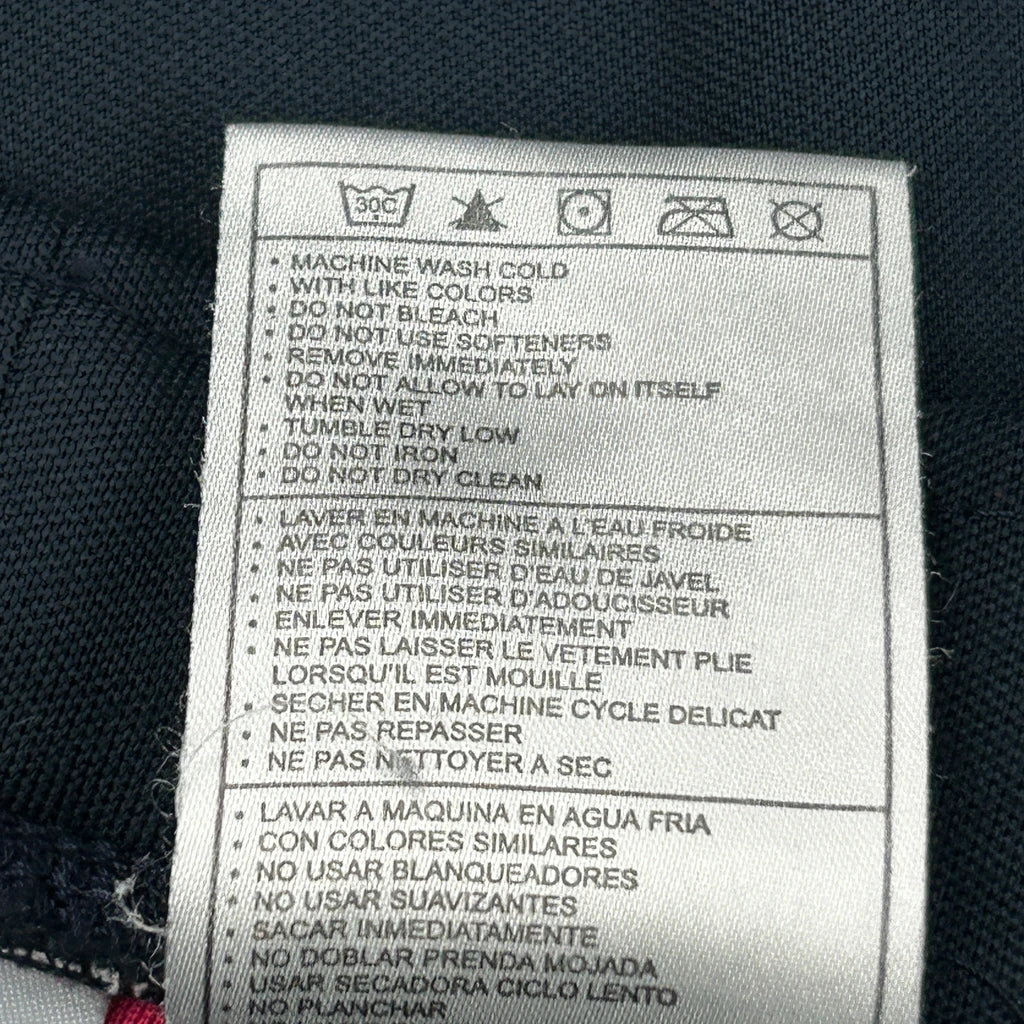 30C
• MACHINE WASH COLD
• WITH LIKE COLORS
• DO NOT BLEACH
• DO NOT USE SOFTENERS
• REMOVE IMMEDIATELY
• DO NOT ALLOW TO LAY ON ITSELF
WHEN WET
• TUMBLE DRY LOW
• DO NOT IRON
• DO NOT DRY CLEAN
• LAVER EN MACHINE A L'EAU FROIDE
• AVEC COULEURS SIMILAIRES
• NE PAS UTILISER D'EAU DE JAVEL
• NE PAS UTILISER D'ADOUCISSEUR
• ENLEVER IMMEDIATEMENT
• NE PAS LAISSER LE VETEMENT PLIE
LORSQU'IL EST MOUILLE
• SECHER EN MACHINE CYCLE DELICAT
• NE PAS REPASSER
• NE PAS NETTOYER A SEC
• LAVAR A MAQUINA EN AGUA FRIA
• CON COLORES SIMILARES
• NO USAR BLANQUEADORES
• NO USAR SUAVIZANTES
• SACAR INMEDIATAMENTE
• NO DOBLAR PRENDA MOJADA
• USAR SECADORA CICLO LENTO
• NO PLANCHAR